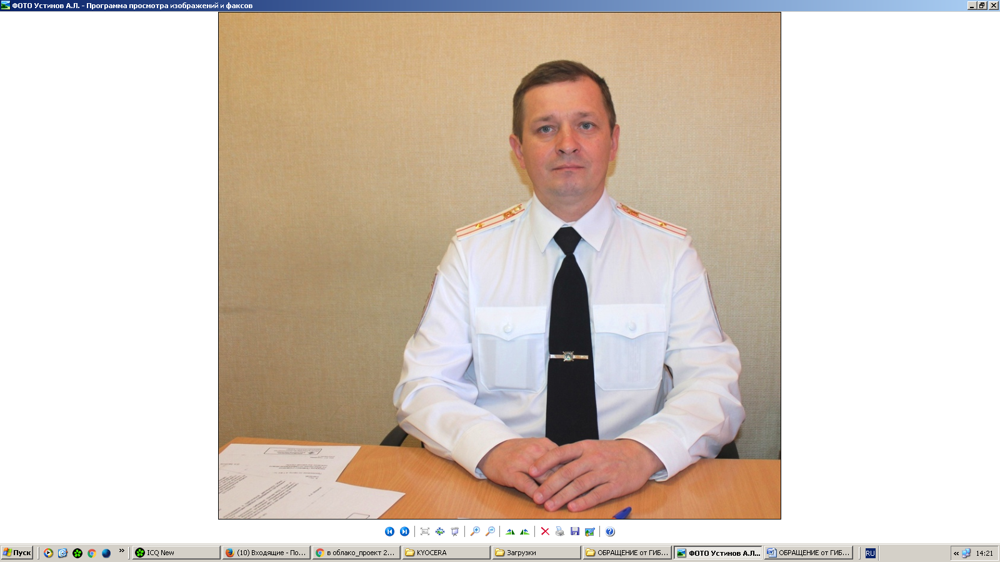 ФОТО Устинов А.Л. - Программа просмотра изображений и факсов
Пуск
»
ICQ New
(10) Входящие - По...
в облако_проект 2...
KYOCERA
Загрузки
ОБРАЩЕНИЕ от ГИБ...
ФОТО Устинов А.Л...
ОБРАЩЕНИЕ от ГИБ...
RU
«
14:21